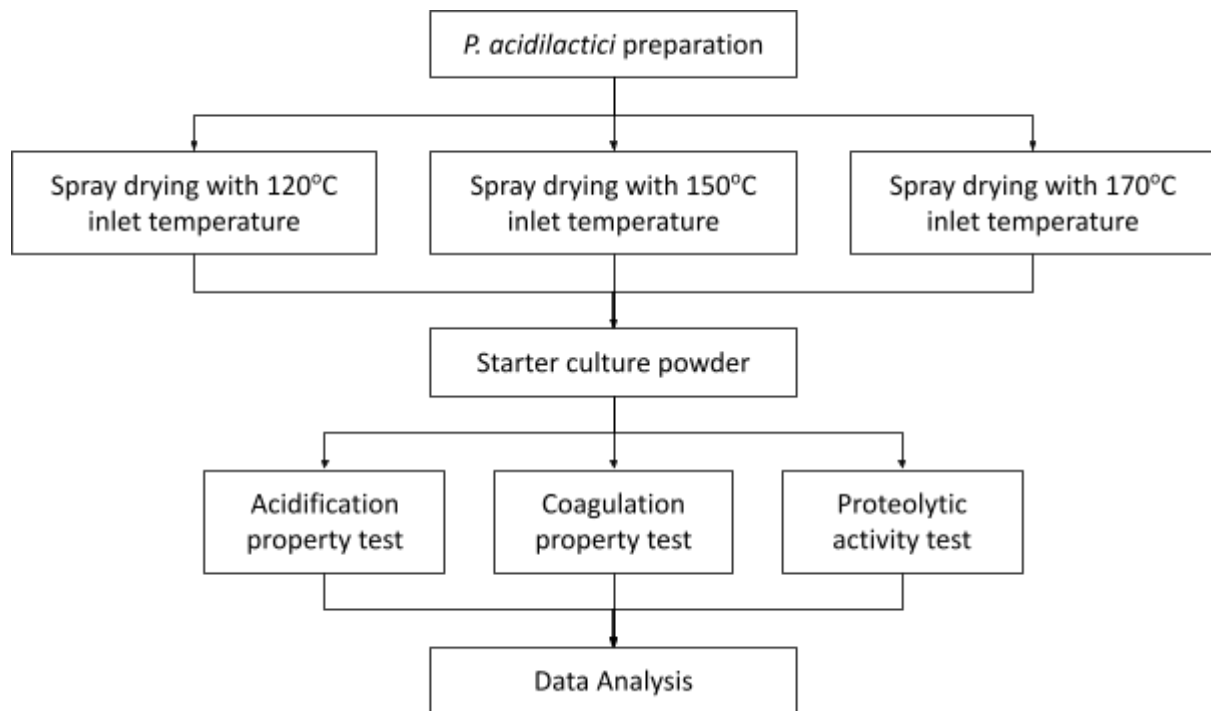 P. acidilactici preparation
Spray drying with 120°C
inlet temperature
Spray drying with 150°C
inlet temperature
Spray drying with 170°C
inlet temperature
Starter culture powder
Acidification
property test
Coagulation
property test
Proteolytic
activity test
Data Analysis